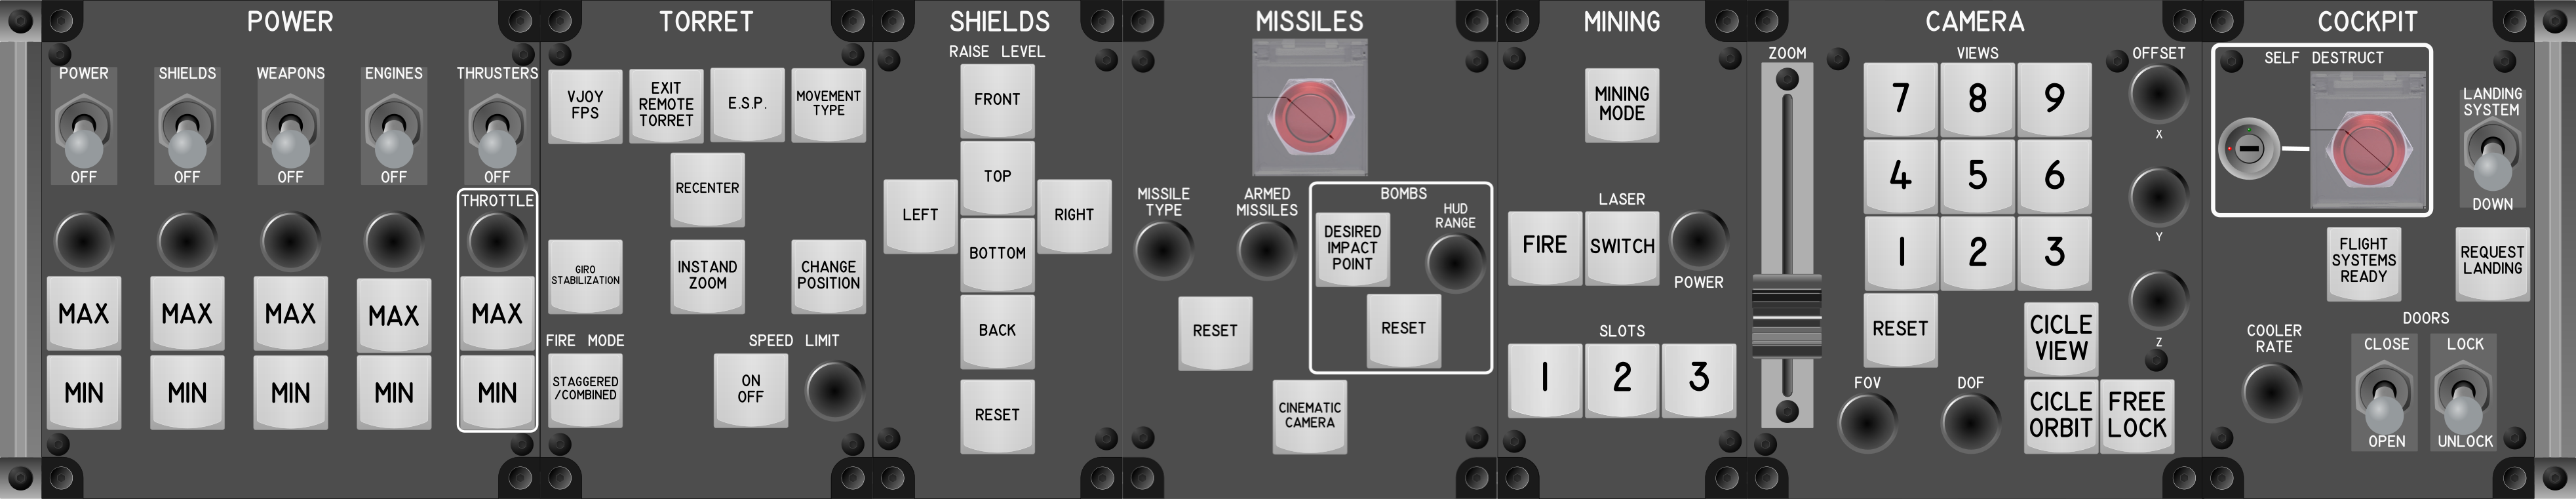 POWER
POWER
SHIELDS
WEAPONS
ENGINES
THRUSTERS
OFF
OFF
OFF
OFF
OFF
THROTTLE
MAX
MAX
MAX
MAX
MAX
MIN
MIN
MIN
MIN
MIN
TORRET
VJOY
FPS
EXIT
REMOTE
TORRET
E.S.P.
MOVEMENT
TYPE
RECENTER
GIRO
STABILIZATION
INSTAND
ZOOM
CHANGE
POSITION
FIRE MODE
STAGGERED
/COMBINED
SPEED LIMIT
ON
OFF
SHIELDS
RAISE LEVEL
FRONT
TOP
LEFT
RIGHT
BOTTOM
BACK
RESET
MISSILES
MISSILE
TYPE
ARMED
MISSILES
BOMBS
DESIRED
IMPACT
POINT
HUD
RANGE
RESET
RESET
CINEMATIC
CAMERA
MINING
MINING
MODE
LASER
FIRE
SWITCH
POWER
SLOTS
1
2
3
CAMERA
ZOOM
VIEWS
OFFSET
7
8
9
X
4
5
6
Y
1
2
3
RESET
CICLE
VIEW
Z
FOV
DOF
CICLE
ORBIT
FREE
LOCK
COCKPIT
SELF DESTRUCT
LANDING
SYSTEM
DOWN
FLIGHT
SYSTEMS
READY
REQUEST
LANDING
COOLER
RATE
DOORS
CLOSE
LOCK
OPEN
UNLOCK